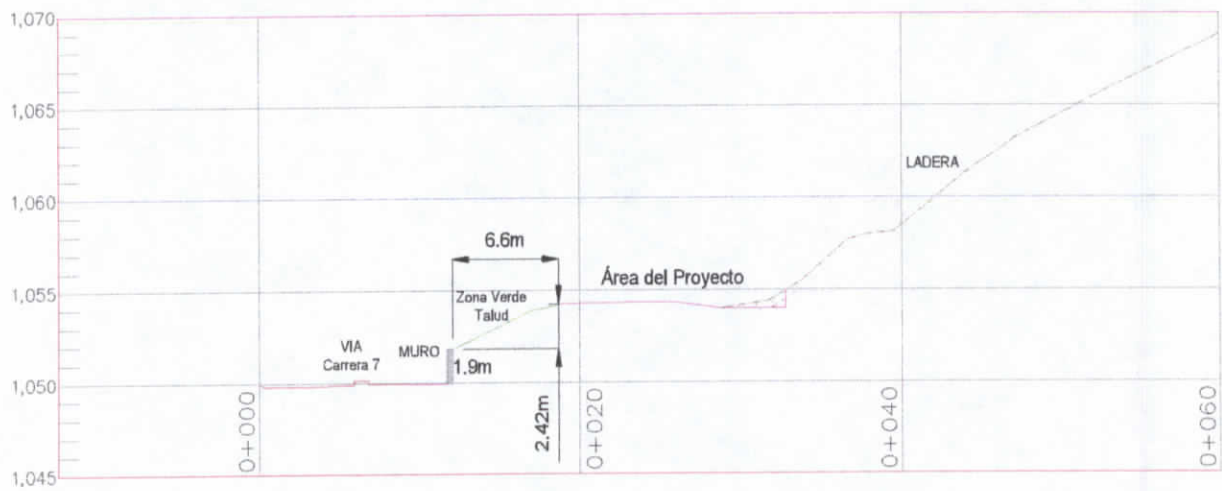 1,070
1,065
1,060
1,055
1,050
1,045
LADERA
6.6m
Área del Proyecto
Zona Verde
Talud
VIA
Carrera 7
MURO
1.9m
2.42m
0+000
0+020
0+040
0+060